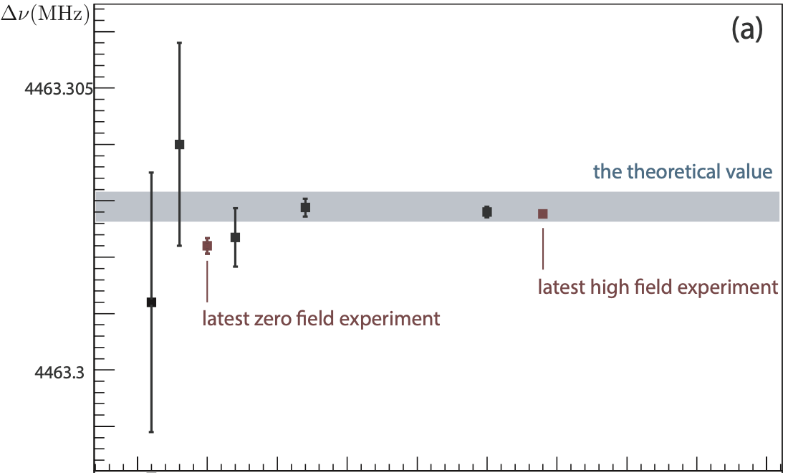 Δν(MHz)
(a)
4463.305
the theoretical value
latest high field experiment
latest zero field experiment
4463.3